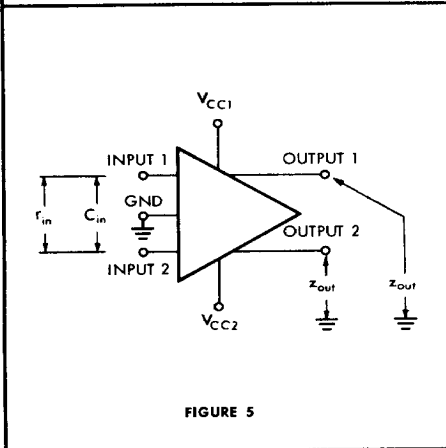 VCC1
INPUT 1
OUTPUT 1
GND
rin
Cin
OUTPUT 2
INPUT 2
zout
zout
VCC2
FIGURE 5